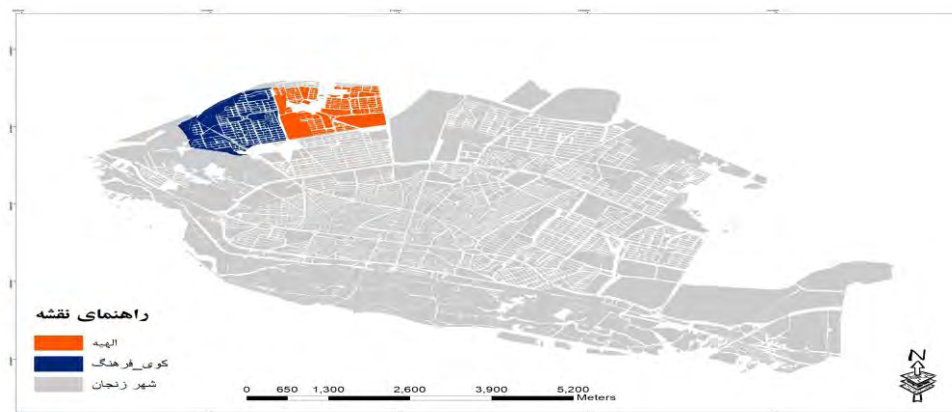 راهنمای نقشه
الهیه
کوی_فرهنگ
شهر زنجان
0 650 1,300 2,600 3,900 5,200
Meters
N